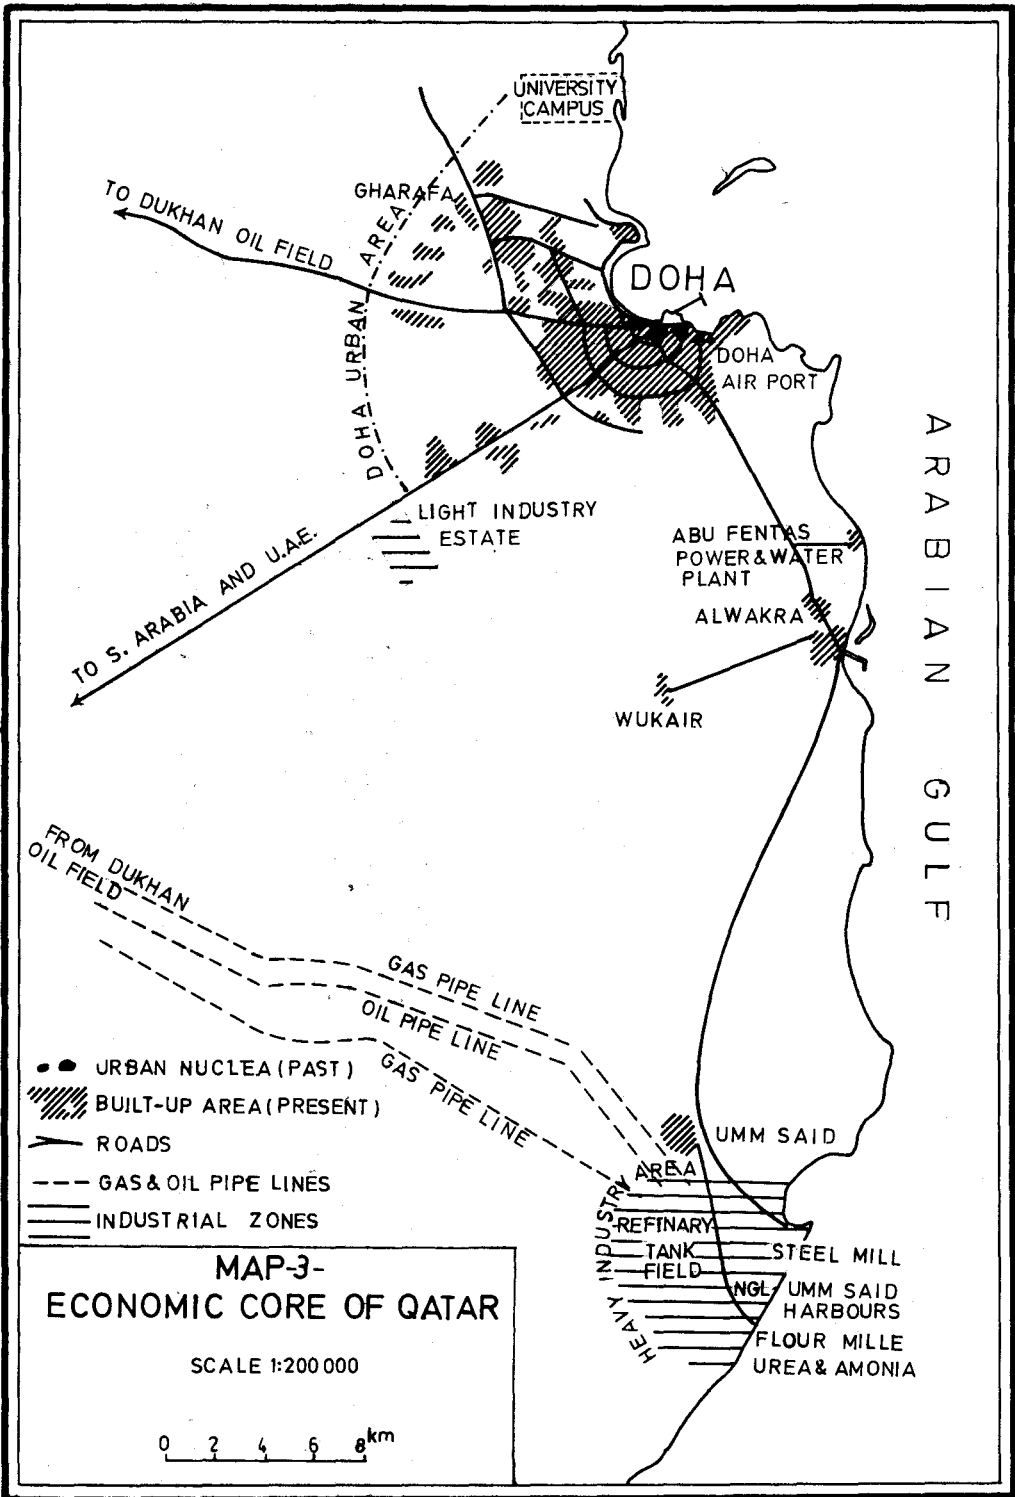 UNIVERSITY
CAMPUS
GHARAFA
TO DUKHAN OIL FIELD
DOHA URBAN AREA
DOHA
DOHA
AIR PORT
ARABIAN GULF
LIGHT INDUSTRY
ESTATE
TO S. ARABIA AND U.A.E.
ABU FENTAS
POWER & WATER
PLANT
ALWAKRA
WUKAIR
FROM DUKHAN
OIL FIELD
GAS PIPE LINE
OIL PIPE LINE
GAS PIPE LINE
UMM SAID
HEAVY INDUSTRY AREA
REFINARY
TANK
FIELD
STEEL MILL
NGL
UMM SAID
HARBOURS
FLOUR MILLE
UREA & AMONIA
URBAN NUCLEA (PAST)
BUILT-UP AREA (PRESENT)
ROADS
GAS & OIL PIPE LINES
INDUSTRIAL ZONES
MAP-3-
ECONOMIC CORE OF QATAR
SCALE 1:200 000
0 2 4 6 8 km